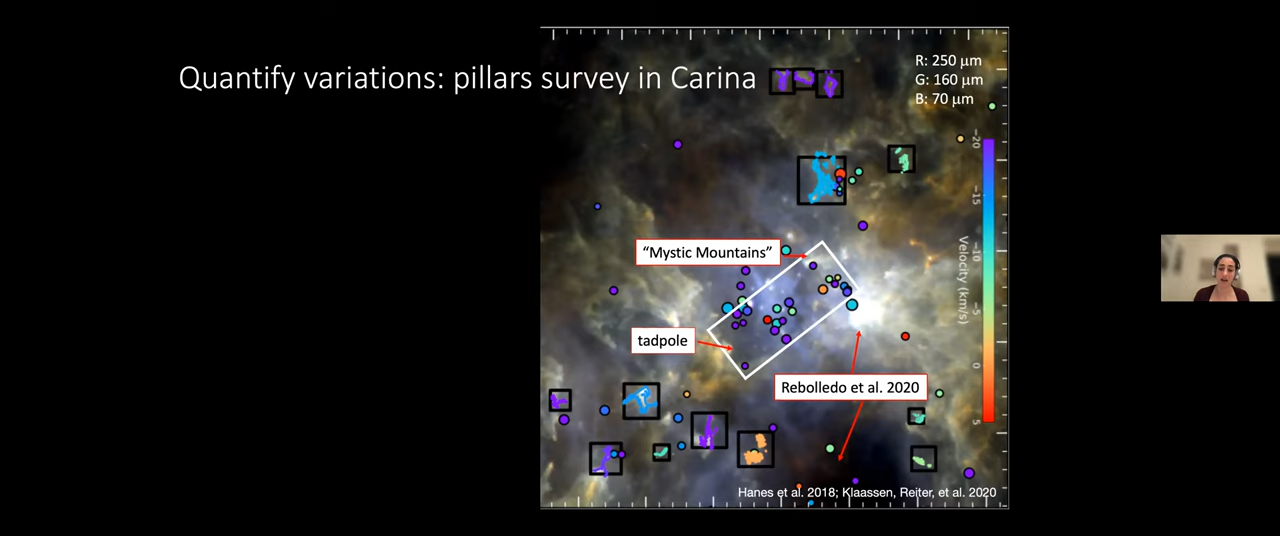 Quantify variations: pillars survey in Carina
R: 250 μm
G: 160 μm
B: 70 μm
"Mystic Mountains"
tadpole
Rebolledo et al. 2020
-20
-15
-10
-5
0
5
Velocity (km/s)
Hanes et al. 2018; Klaassen, Reiter, et al. 2020